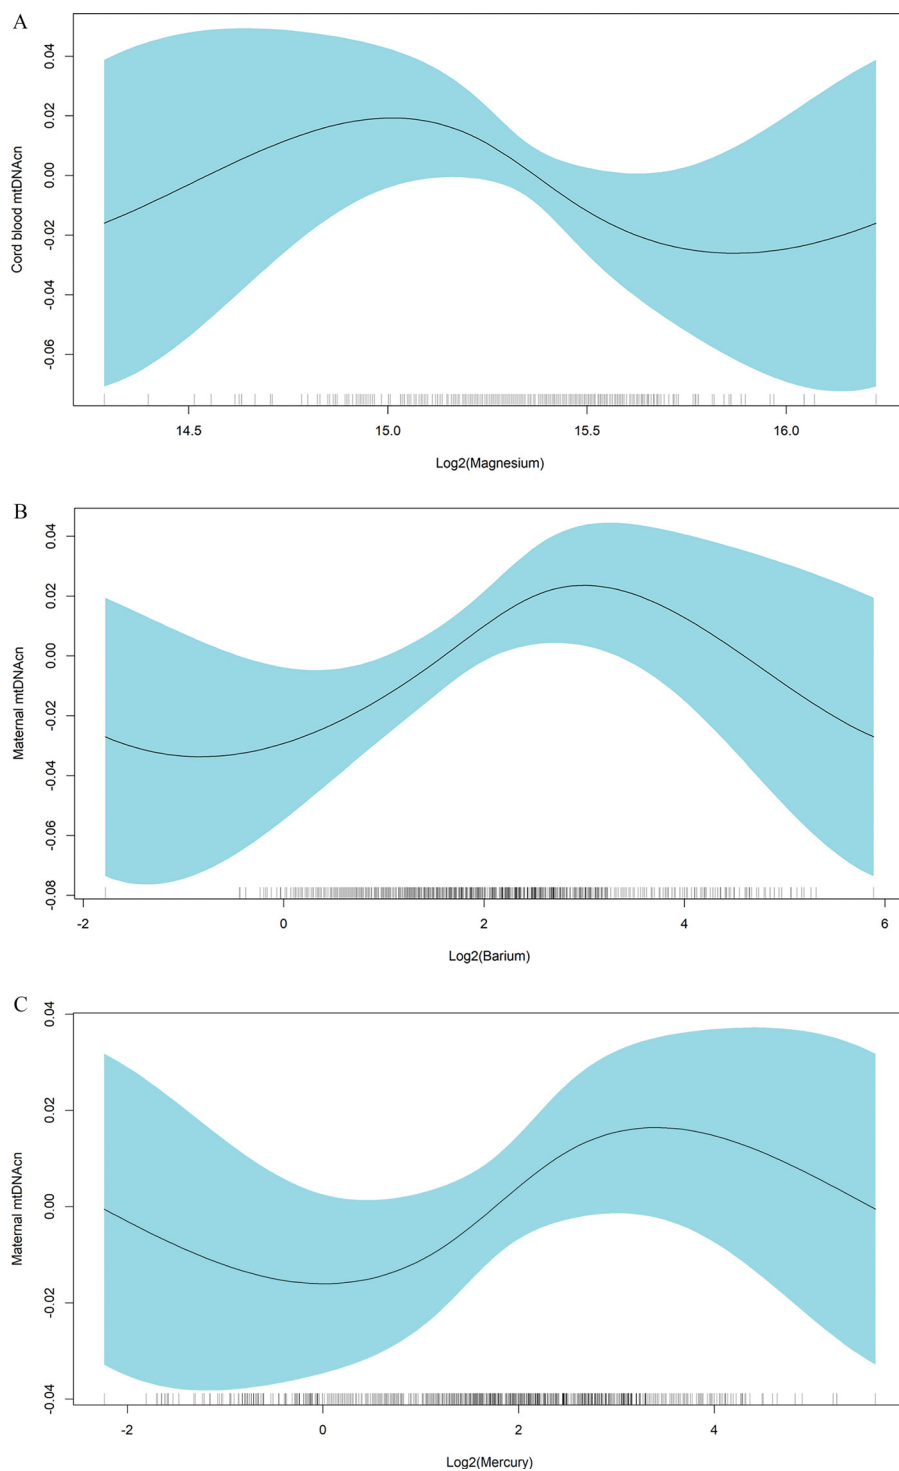 A
Cord blood mtDNAcn
0.04
0.02
0.00
-0.02
-0.04
-0.06
14.5 15.0 15.5 16.0
Log2(Magnesium)
B
Maternal mtDNAcn
0.04
0.02
0.00
-0.02
-0.04
-0.06
-0.08
-2 0 2 4 6
Log2(Barium)
C
Maternal mtDNAcn
0.04
0.02
0.00
-0.02
-0.04
-2 0 2 4
Log2(Mercury)